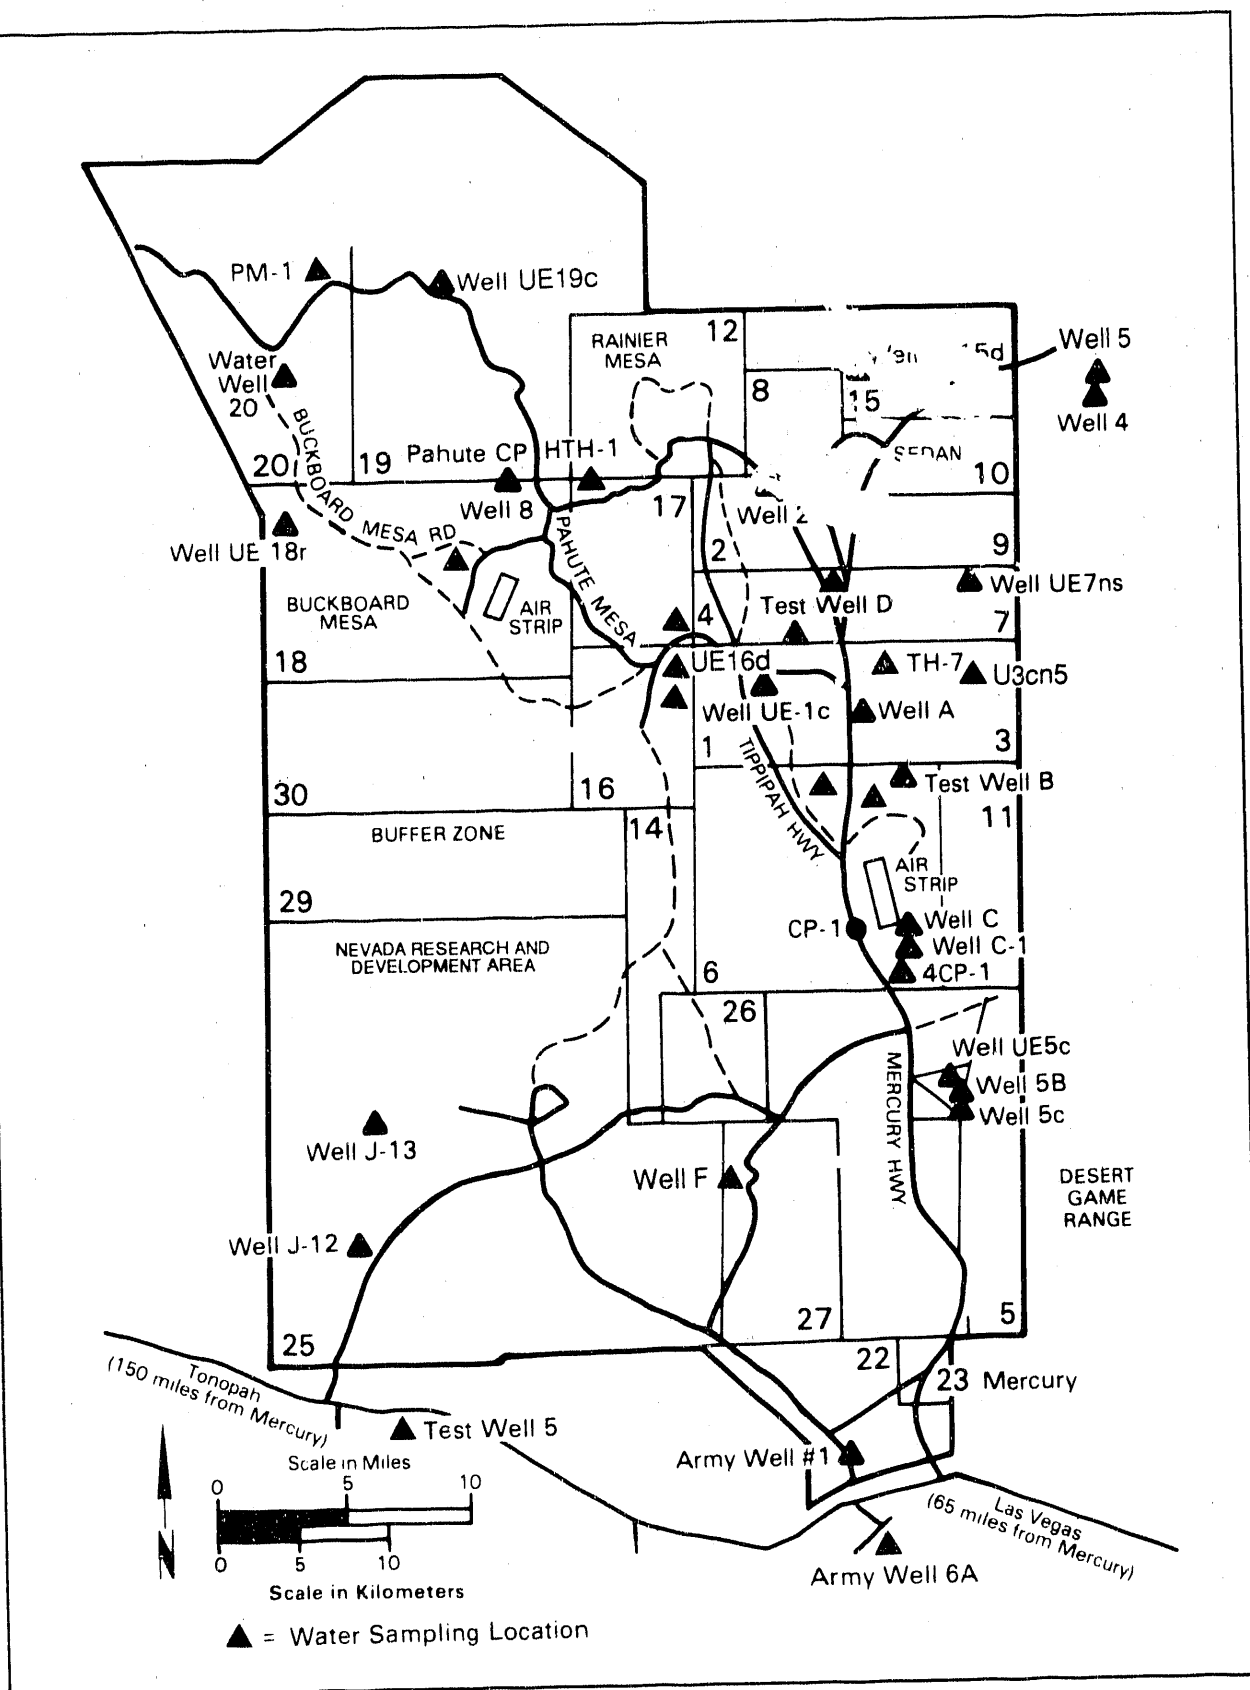 PM-1
Well UE19c
RAINIER
MESA
12
Well 5
Water
Well
20
8
15d
15
Well 4
BUCKBOARD MESA RD
Pahute CP
HTH-1
SEDAN
20
19
10
Well 8
17
Well 2
Well UE 18r
PAHUTE MESA
2
9
Well UE7ns
BUCKBOARD
MESA
AIR
STRIP
4
Test Well D
7
18
UE16d
TH-7
U3cn5
Well UE-1c
Well A
1
3
TIPPIPAH HWY.
Test Well B
30
16
11
BUFFER ZONE
14
AIR
STRIP
29
CP-1
Well C
Well C-1
4CP-1
NEVADA RESEARCH AND
DEVELOPMENT AREA
6
26
MERCURY HWY.
Well UE5c
Well 5B
Well 5c
Well J-13
Well F
DESERT
GAME
RANGE
Well J-12
25
27
5
22
23 Mercury
Tonopah
(150 miles from Mercury)
Test Well 5
Army Well #1
Scale in Miles
0 5 10
0 5 10
Scale in Kilometers
N
Las Vegas
(65 miles from Mercury)
Army Well 6A
= Water Sampling Location